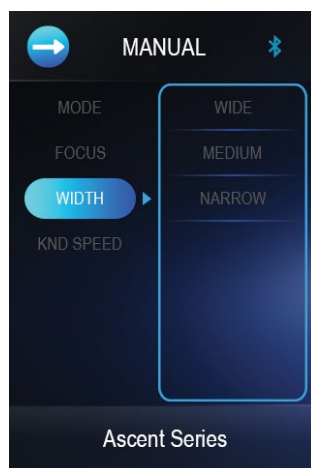 MANUAL
MODE
FOCUS
WIDTH
KND SPEED
WIDE
MEDIUM
NARROW
Ascent Series